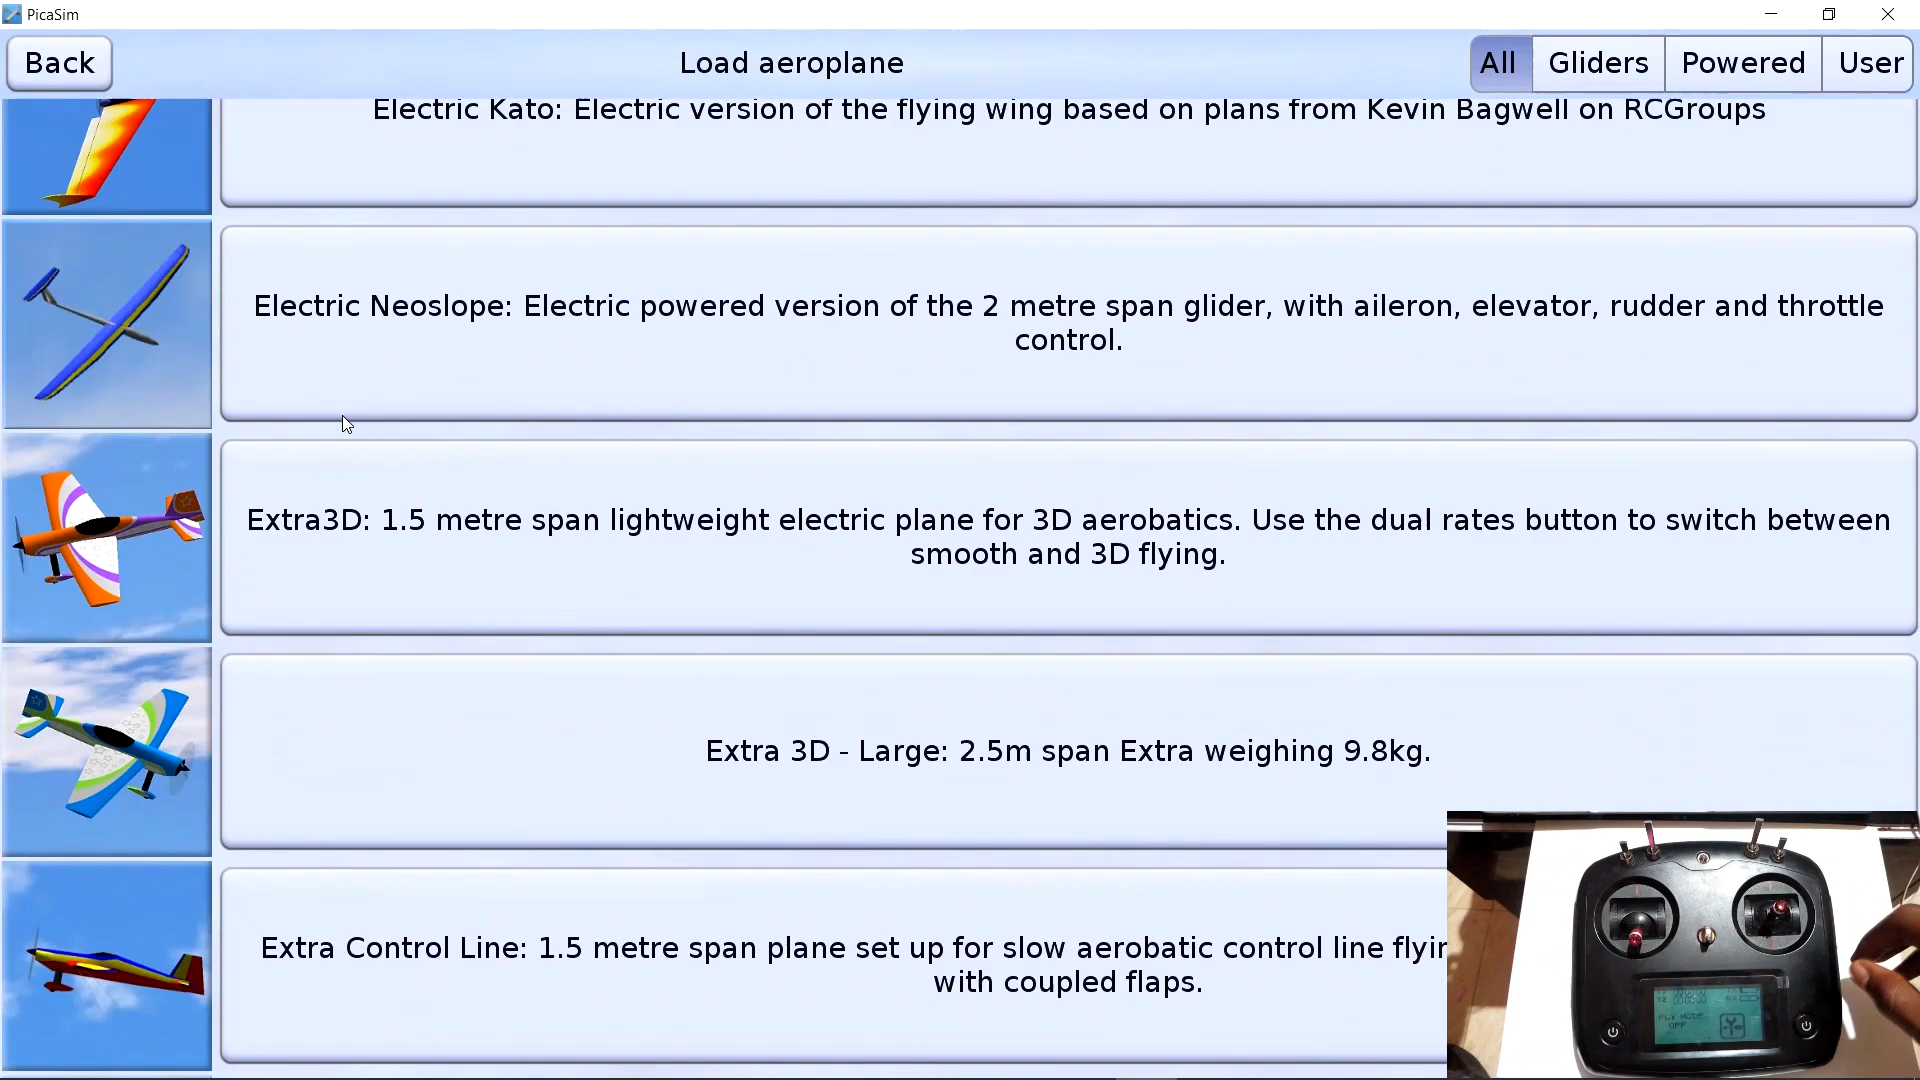 PicaSim
Back
Load aeroplane
All
Gliders
Powered
User
Electric Kato: Electric version of the flying wing based on plans from Kevin Bagwell on RCGroups
Electric Neoslope: Electric powered version of the 2 metre span glider, with aileron, elevator, rudder and throttle
control.
Extra3D: 1.5 metre span lightweight electric plane for 3D aerobatics. Use the dual rates button to switch between
smooth and 3D flying.
Extra 3D - Large: 2.5m span Extra weighing 9.8kg.
Extra Control Line: 1.5 metre span plane set up for slow aerobatic control line
with coupled flaps.
FLY MODE:
OFF